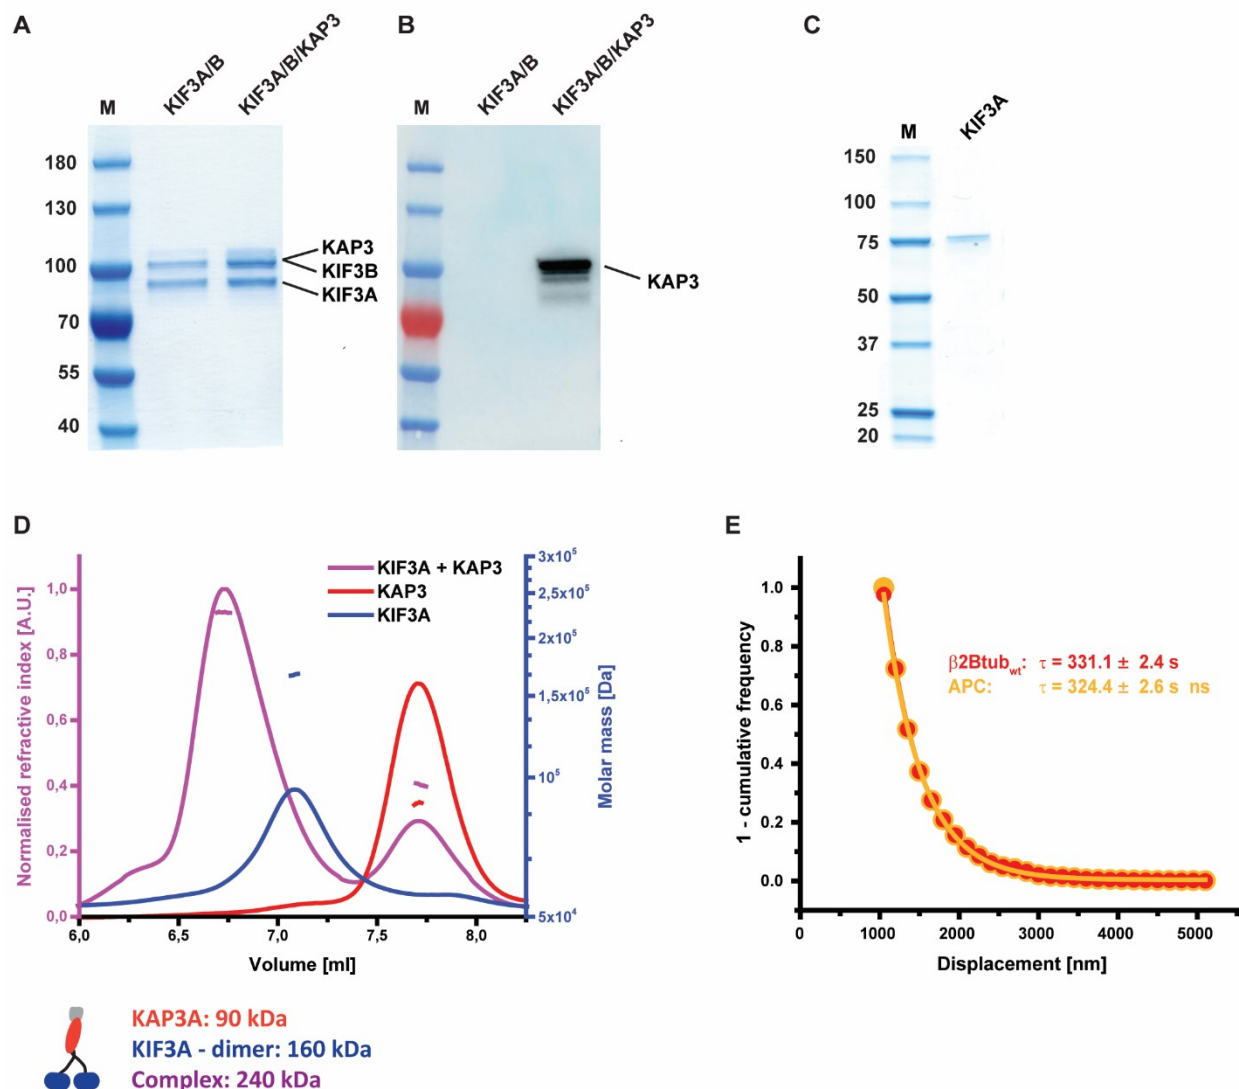 A
M
KIF3A/B
KIF3A/B/KAP3
180
130
100
70
55
40
KAP3
KIF3B
KIF3A
B
M
KIF3A/B
KIF3A/B/KAP3
KAP3
C
M
KIF3A
150
100
75
50
37
25
20
D
KIF3A + KAP3
KAP3
KIF3A
Normalised refractive index [A.U.]
1,0
0,8
0,6
0,4
0,2
0,0
6,0 6,5 7,0 7,5 8,0
Volume [ml]
3x10⁵
2,5x10⁵
2x10⁵
1,5x10⁵
10⁵
5x10⁴
Molar mass [Da]
KAP3A: 90 kDa
KIF3A - dimer: 160 kDa
Complex: 240 kDa
E
1 - cumulative frequency
1.0
0.8
0.6
0.4
0.2
0.0
β2Btubwt: τ = 331.1 ± 2.4 s
APC: τ = 324.4 ± 2.6 s ns
0 1000 2000 3000 4000 5000
Displacement [nm]